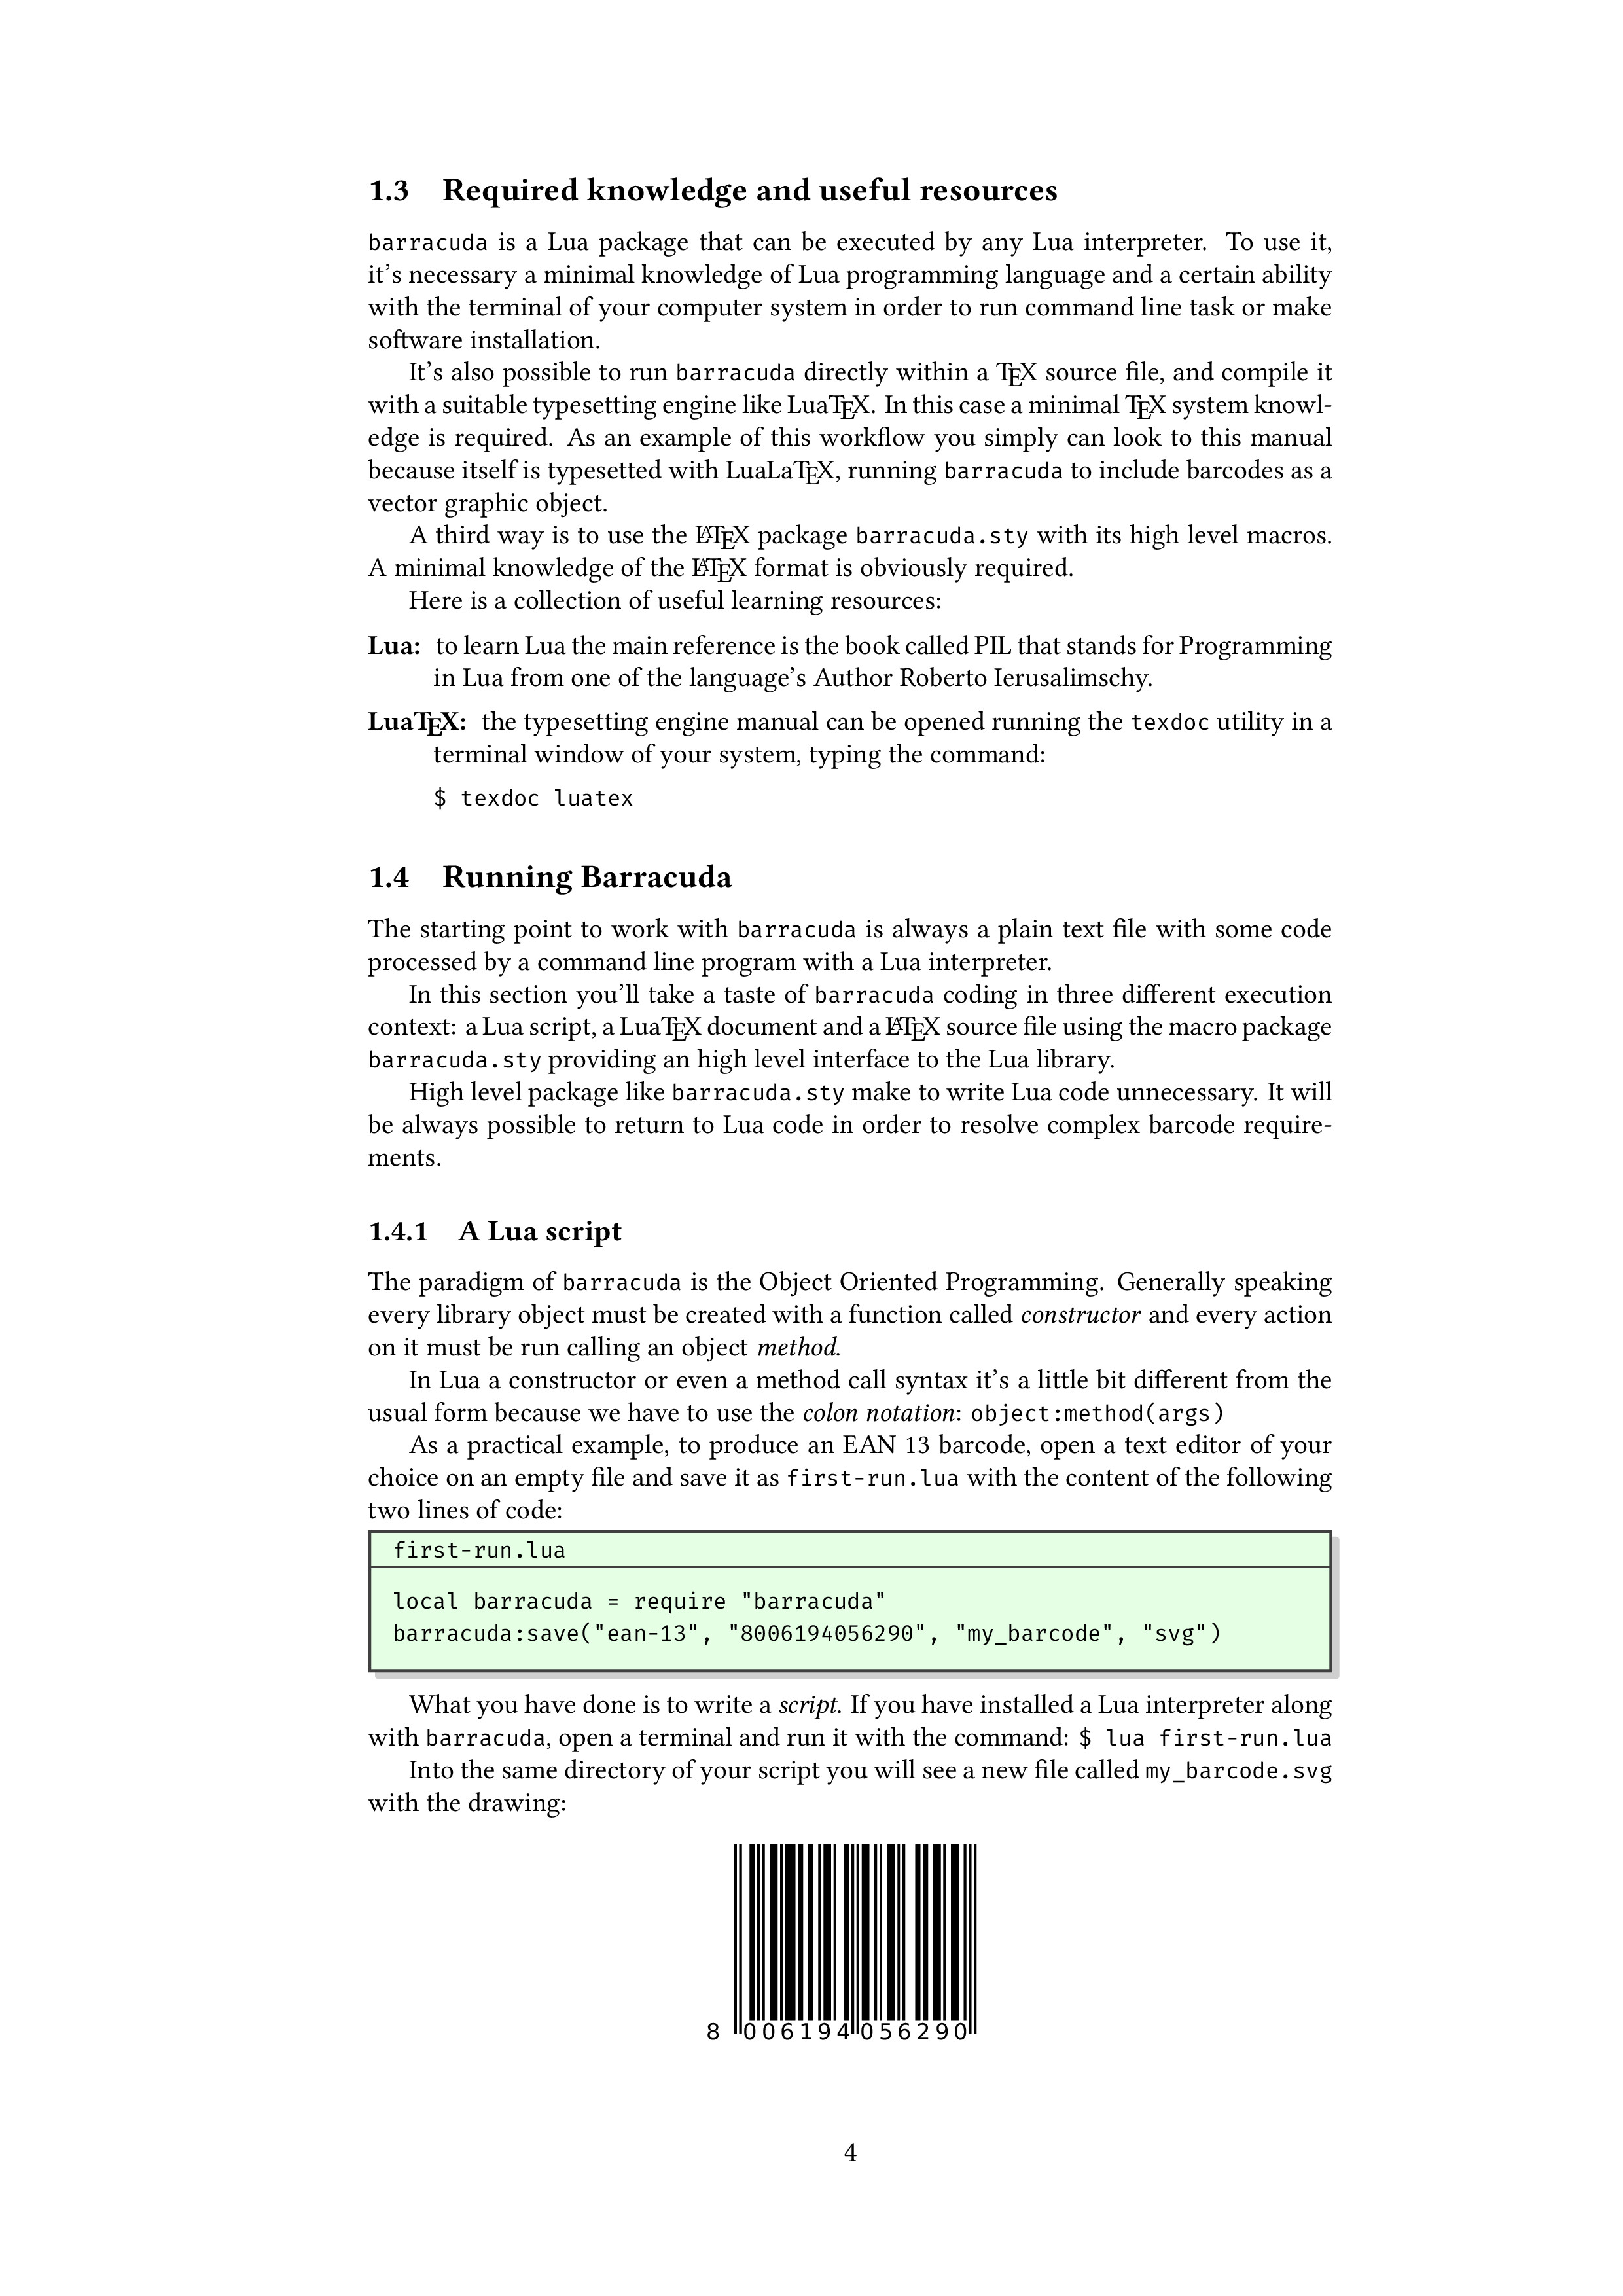 1.3 Required knowledge and useful resources
barracuda is a Lua package that can be executed by any Lua interpreter. To use it,
it's necessary a minimal knowledge of Lua programming language and a certain ability
with the terminal of your computer system in order to run command line task or make
software installation.
It's also possible to run barracuda directly within a TEX source file, and compile it
with a suitable typesetting engine like LuaTEX. In this case a minimal TEX system knowl-
edge is required. As an example of this workflow you simply can look to this manual
because itself is typesetted with LuaLaTEX, running barracuda to include barcodes as a
vector graphic object.
A third way is to use the LATEX package barracuda.sty with its high level macros.
A minimal knowledge of the LATEX format is obviously required.
Here is a collection of useful learning resources:
Lua: to learn Lua the main reference is the book called PIL that stands for Programming
in Lua from one of the language's Author Roberto Ierusalimschy.
LuaTEX: the typesetting engine manual can be opened running the texdoc utility in a
terminal window of your system, typing the command:
$ texdoc luatex
1.4 Running Barracuda
The starting point to work with barracuda is always a plain text file with some code
processed by a command line program with a Lua interpreter.
In this section you'll take a taste of barracuda coding in three different execution
context: a Lua script, a LuaTEX document and a LATEX source file using the macro package
barracuda.sty providing an high level interface to the Lua library.
High level package like barracuda.sty make to write Lua code unnecessary. It will
be always possible to return to Lua code in order to resolve complex barcode require-
ments.
1.4.1 A Lua script
The paradigm of barracuda is the Object Oriented Programming. Generally speaking
every library object must be created with a function called constructor and every action
on it must be run calling an object method.
In Lua a constructor or even a method call syntax it's a little bit different from the
usual form because we have to use the colon notation: object:method(args)
As a practical example, to produce an EAN 13 barcode, open a text editor of your
choice on an empty file and save it as first-run.lua with the content of the following
two lines of code:
first-run.lua
local barracuda = require "barracuda"
barracuda:save("ean-13", "8006194056290", "my_barcode", "svg")
What you have done is to write a script. If you have installed a Lua interpreter along
with barracuda, open a terminal and run it with the command: $ lua first-run.lua
Into the same directory of your script you will see a new file called my_barcode.svg
with the drawing:
8 006194 056290
4